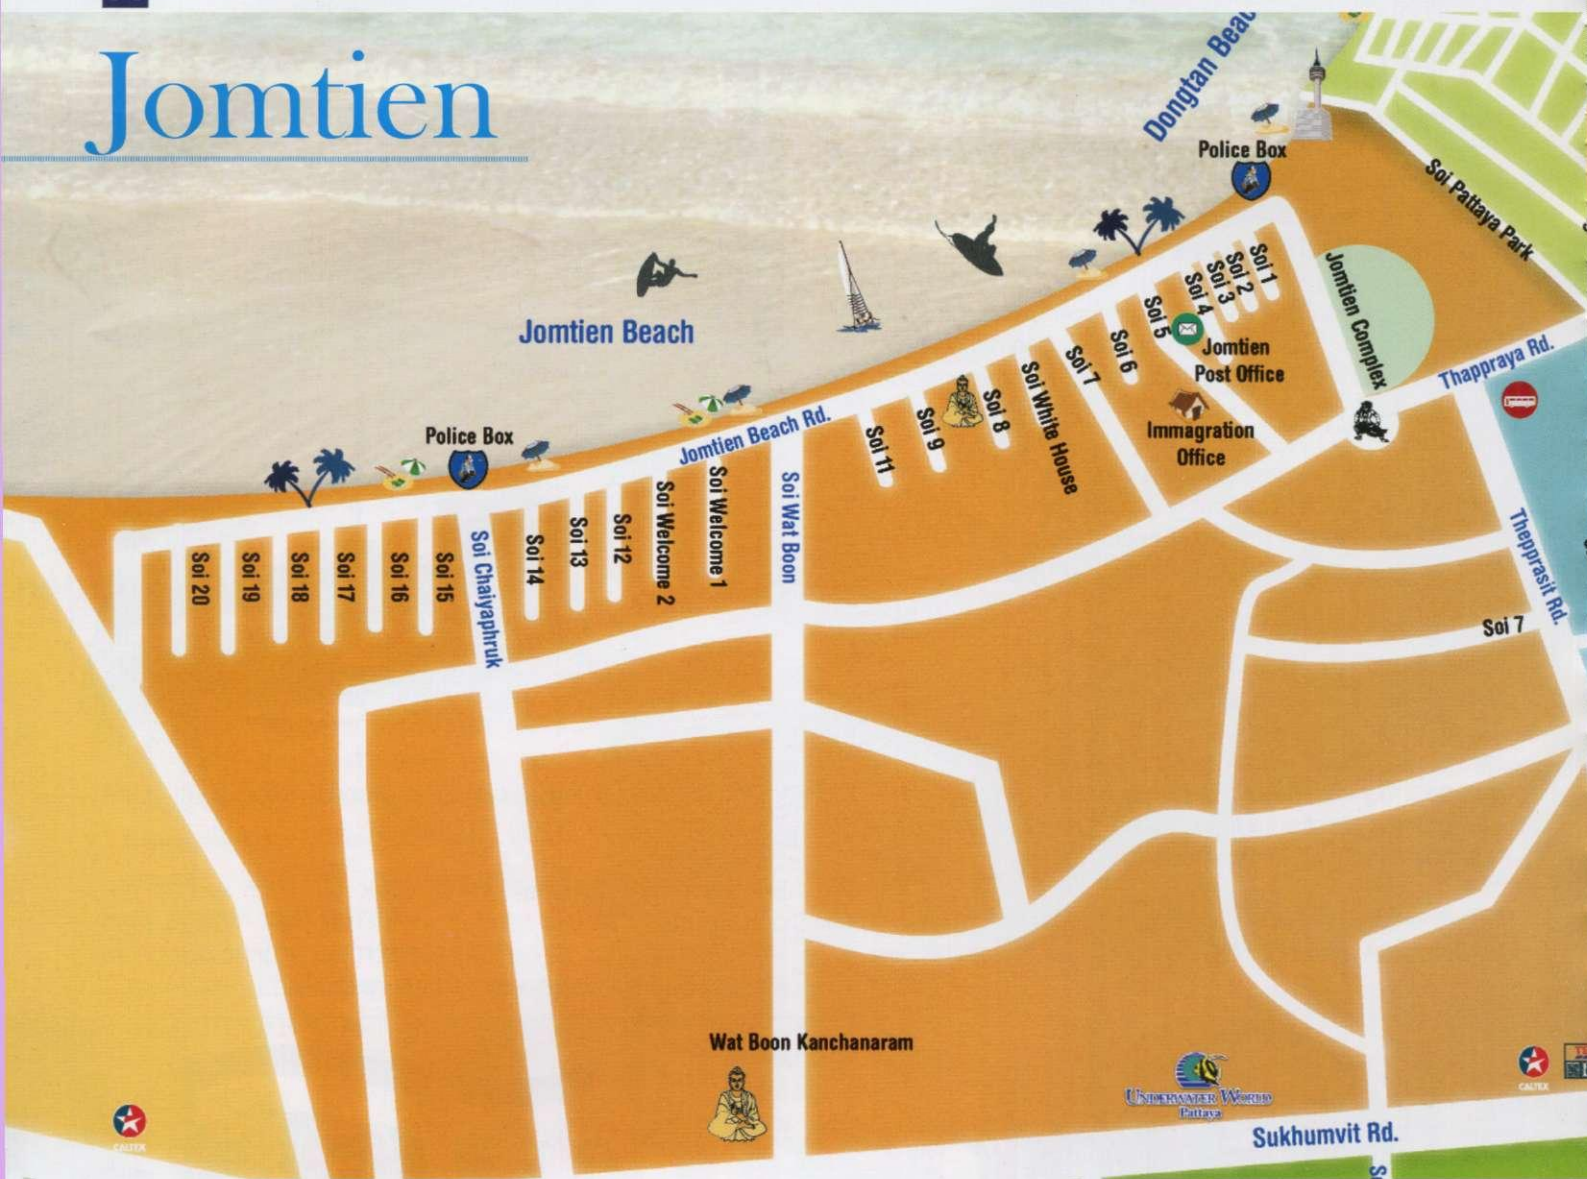 Jomtien
Dongtan Beac
Police Box
Soi Pattaya Park
Soi 1
Soi 2
Soi 3
Soi 4
Soi 5
Soi 6
Soi 7
Jomtien Complex
Jomtien
Post Office
Thappraya Rd.
Jomtien Beach
Soi White House
Soi 8
Soi 9
Soi 11
Immagration
Office
Jomtien Beach Rd.
Police Box
Soi Wat Boon
Soi Welcome 1
Soi Welcome 2
Soi 12
Soi 13
Soi 14
Soi Chaiyaphruk
Soi 15
Soi 16
Soi 17
Soi 18
Soi 19
Soi 20
Thepprasit Rd.
Soi 7
Wat Boon Kanchanaram
UNDERWATER WORLD
Pattaya
CALTEX
CALTEX
Sukhumvit Rd.